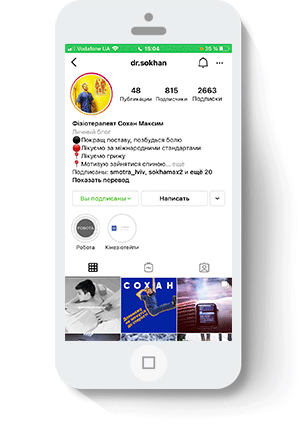 Vodafone UA 15:04 35 %
dr.sokhan
48 815 2663
Публикации Подписчики Подписки
Фізіотерапевт Сохан Максим
Личный блог
Покращ поставу, позбудься болю
Лікуємо за міжнародними стандартами
Лікуємо грижу
Мотивую зайнятися спиною... ещё
Подписаны: smotra_lviv, sokhamax2 и ещё 20
Показать перевод
Вы подписаны Написать
РОБОТА
Робота Кінезіотейпи
СОХАН